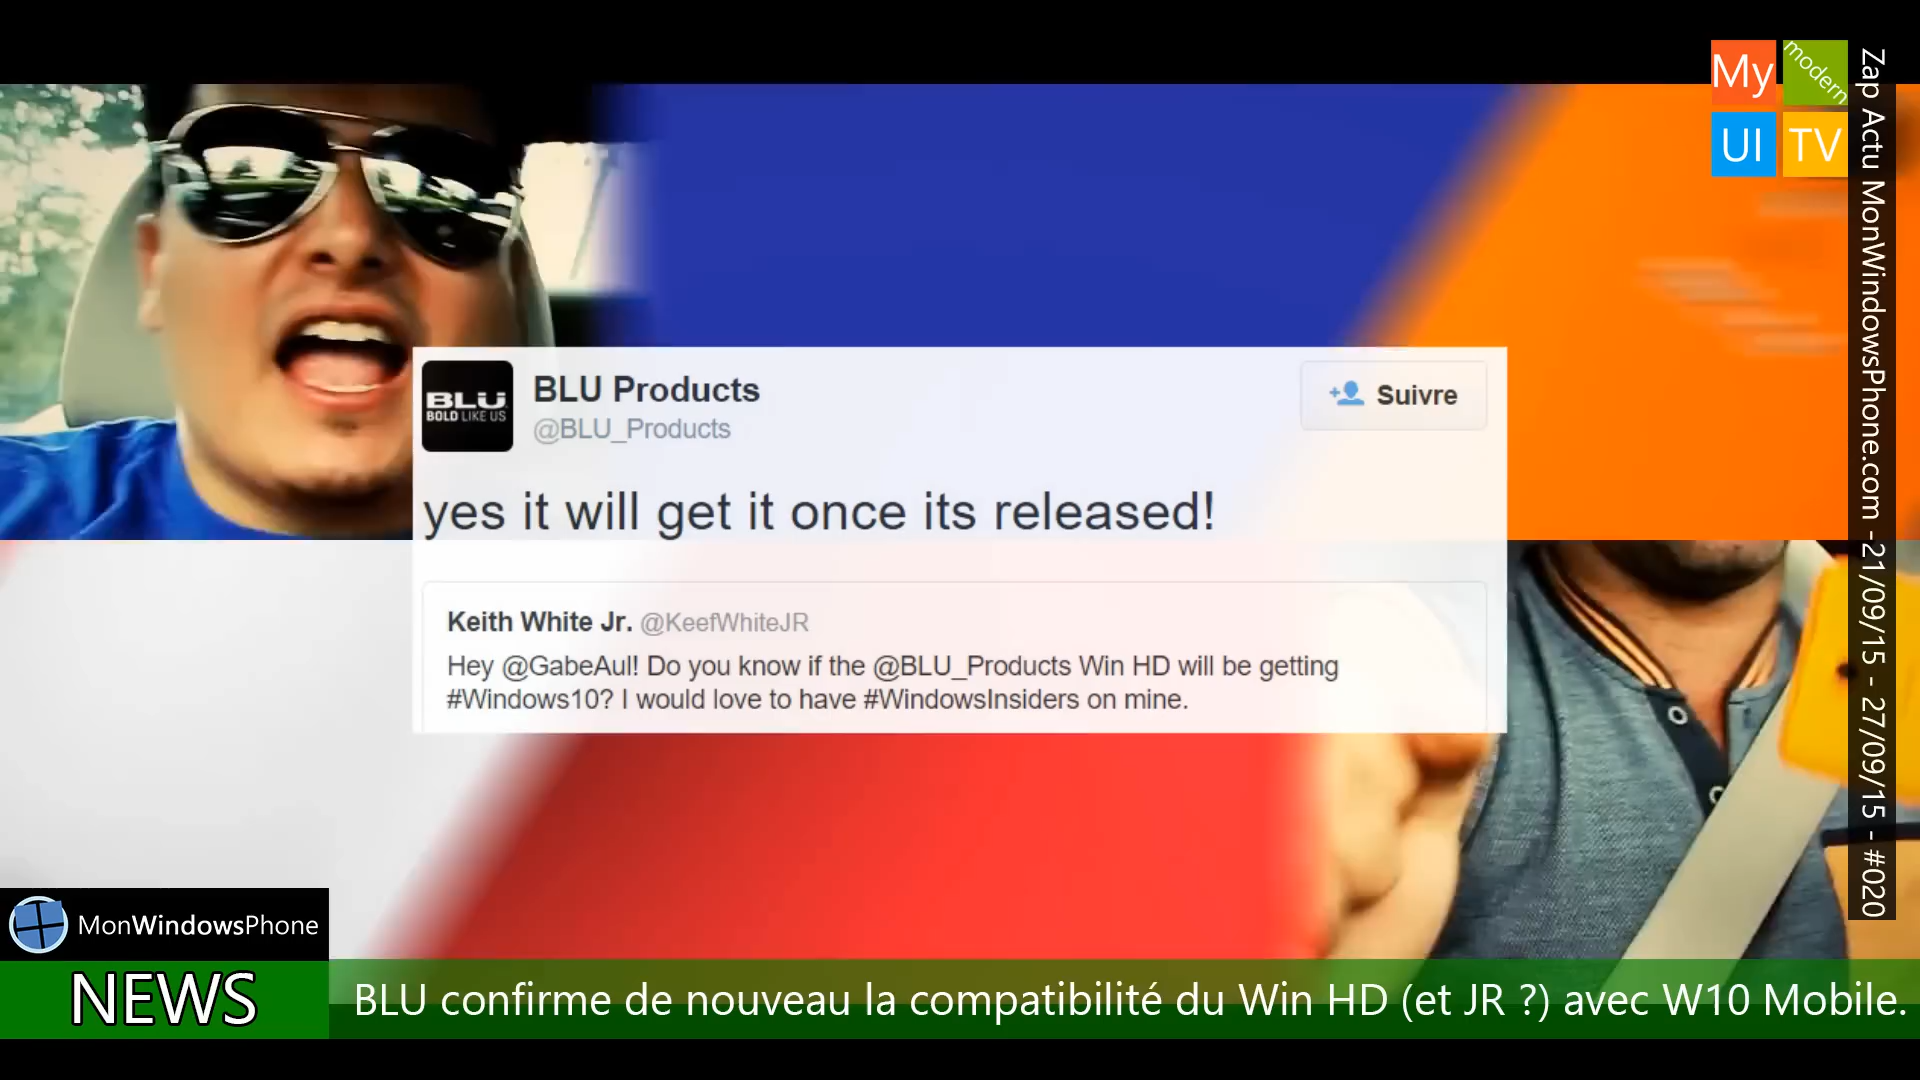 My modern
UI TV
Zap Actu MonWindowsPhone.com -21/09/15 - 27/09/15 - #020
BLU
BOLD LIKE US
BLU Products
@BLU_Products
Suivre
yes it will get it once its released!
Keith White Jr. @KeefWhiteJR
Hey @GabeAul! Do you know if the @BLU_Products Win HD will be getting
#Windows10? I would love to have #WindowsInsiders on mine.
MonWindowsPhone
NEWS
BLU confirme de nouveau la compatibilité du Win HD (et JR ?) avec W10 Mobile.